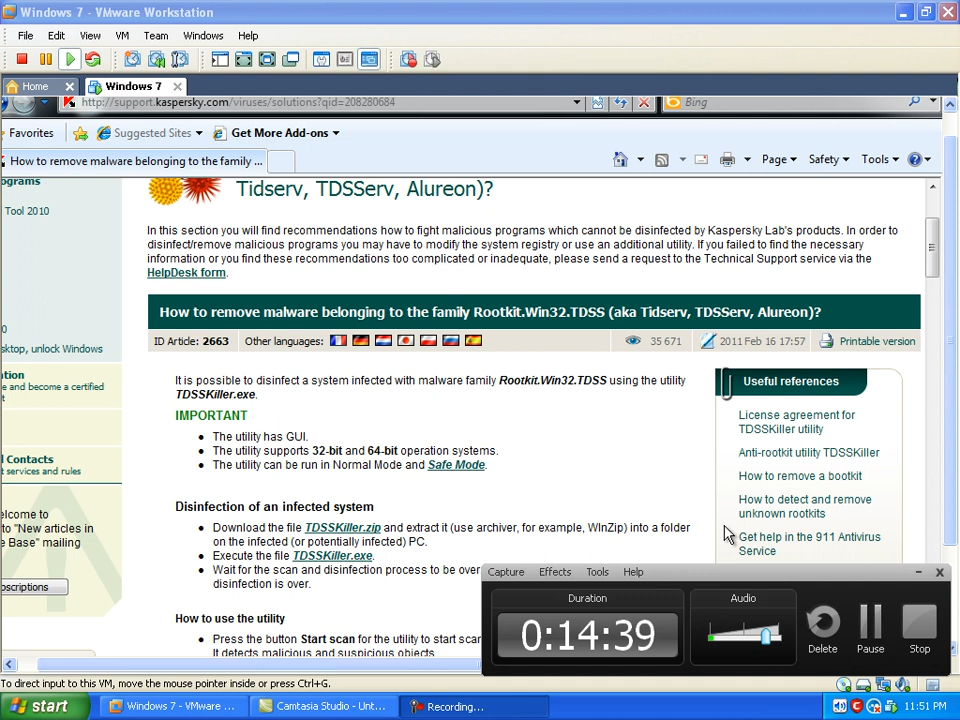 Windows 7 - VMware Workstation
File Edit View VM Team Windows Help
Home Windows 7
http://support.kaspersky.com/viruses/solutions?qid=208280684 Bing
Favorites Suggested Sites Get More Add-ons
How to remove malware belonging to the family ... Page Safety Tools
ograms
Tool 2010
0
sktop, unlock Windows
tion
e and become a certified
Contacts
t services and rules
elcome to
to "New articles in
e Base" mailing
bscriptions
Tidserv, TDSServ, Alureon)?
In this section you will find recommendations how to fight malicious programs which cannot be disinfected by Kaspersky Lab's products. In order to
disinfect/remove malicious programs you may have to modify the system registry or use an additional utility. If you failed to find the necessary
information or you find these recommendations too complicated or inadequate, please send a request to the Technical Support service via the
HelpDesk form.
How to remove malware belonging to the family Rootkit.Win32.TDSS (aka Tidserv, TDSServ, Alureon)?
ID Article: 2663 Other languages: 35 671 2011 Feb 16 17:57 Printable version
It is possible to disinfect a system infected with malware family Rootkit.Win32.TDSS using the utility
TDSSKiller.exe.
IMPORTANT
The utility has GUI.
The utility supports 32-bit and 64-bit operation systems.
The utility can be run in Normal Mode and Safe Mode.
Disinfection of an infected system
Download the file TDSSKiller.zip and extract it (use archiver, for example, WInZip) into a folder
on the infected (or potentially infected) PC.
Execute the file TDSSKiller.exe.
Wait for the scan and disinfection process to be over
disinfection is over.
How to use the utility
Press the button Start scan for the utility to start scan
It detects malicious and suspicious objects
Useful references
License agreement for
TDSSKiller utility
Anti-rootkit utility TDSSKiller
How to remove a bootkit
How to detect and remove
unknown rootkits
Get help in the 911 Antivirus
Service
Capture Effects Tools Help
Duration Audio
0:14:39
Delete Pause Stop
To direct input to this VM, move the mouse pointer inside or press Ctrl+G.
start Windows 7 - VMware ... Camtasia Studio - Unt... Recording... 11:51 PM